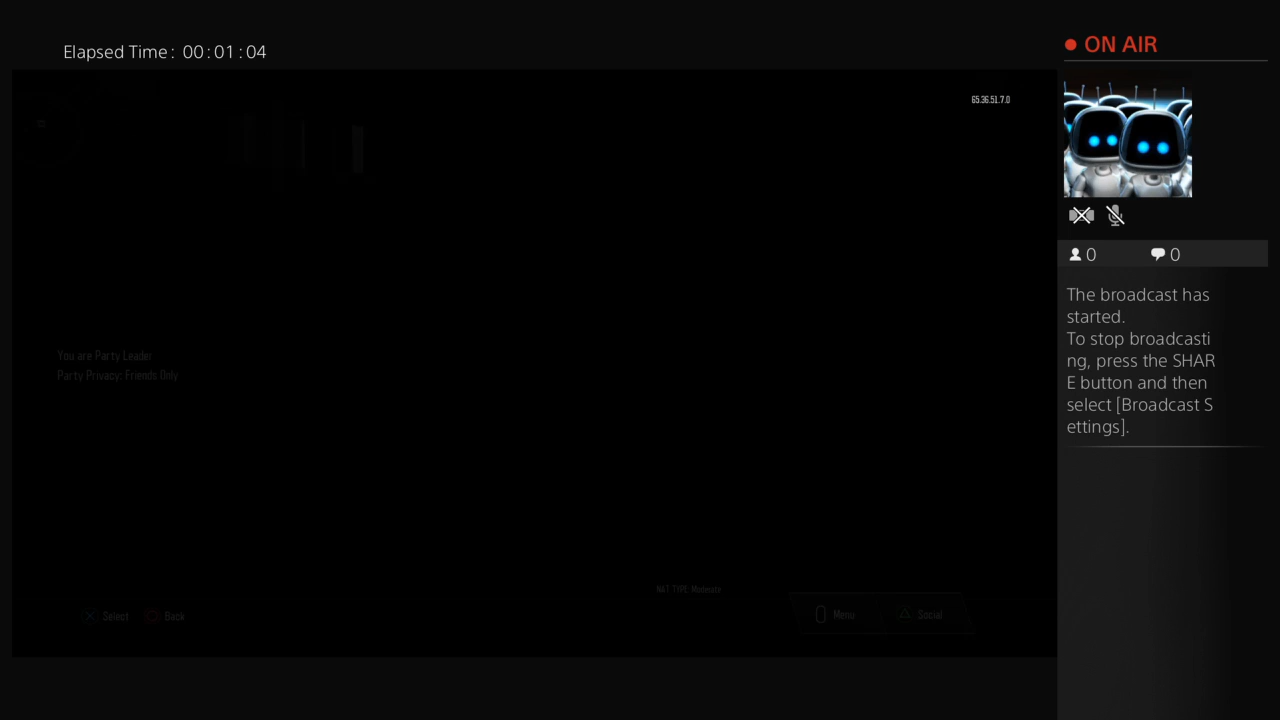 Elapsed Time: 00:01:04
ON AIR
65.36.51.7.0
0 0
The broadcast has
started.
To stop broadcasti
ng, press the SHAR
E button and then
select [Broadcast S
ettings].
You are Party Leader
Party Privacy: Friends Only
NAT TYPE: Moderate
Select Back
Menu Social